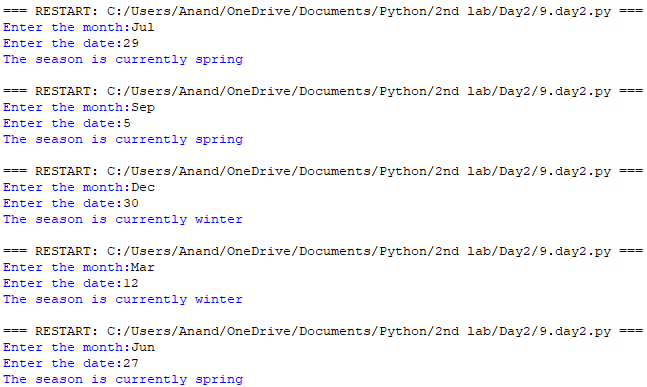 === RESTART: C:/Users/Anand/OneDrive/Documents/Python/2nd lab/Day2/9.day2.py ===
Enter the month:Jul
Enter the date:29
The season is currently spring
=== RESTART: C:/Users/Anand/OneDrive/Documents/Python/2nd lab/Day2/9.day2.py ===
Enter the month:Sep
Enter the date:5
The season is currently spring
=== RESTART: C:/Users/Anand/OneDrive/Documents/Python/2nd lab/Day2/9.day2.py ===
Enter the month:Dec
Enter the date:30
The season is currently winter
=== RESTART: C:/Users/Anand/OneDrive/Documents/Python/2nd lab/Day2/9.day2.py ===
Enter the month:Mar
Enter the date:12
The season is currently winter
=== RESTART: C:/Users/Anand/OneDrive/Documents/Python/2nd lab/Day2/9.day2.py ===
Enter the month:Jun
Enter the date:27
The season is currently spring